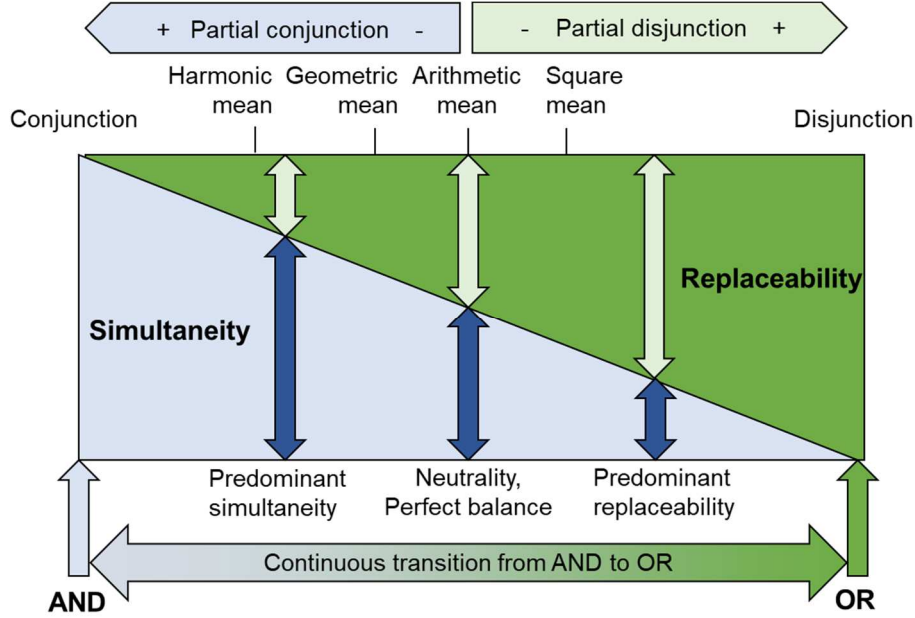 + Partial conjunction -
- Partial disjunction +
Harmonic
mean
Geometric
mean
Arithmetic
mean
Square
mean
Conjunction
Disjunction
Replaceability
Simultaneity
Predominant
simultaneity
Neutrality,
Perfect balance
Predominant
replaceability
Continuous transition from AND to OR
AND
OR